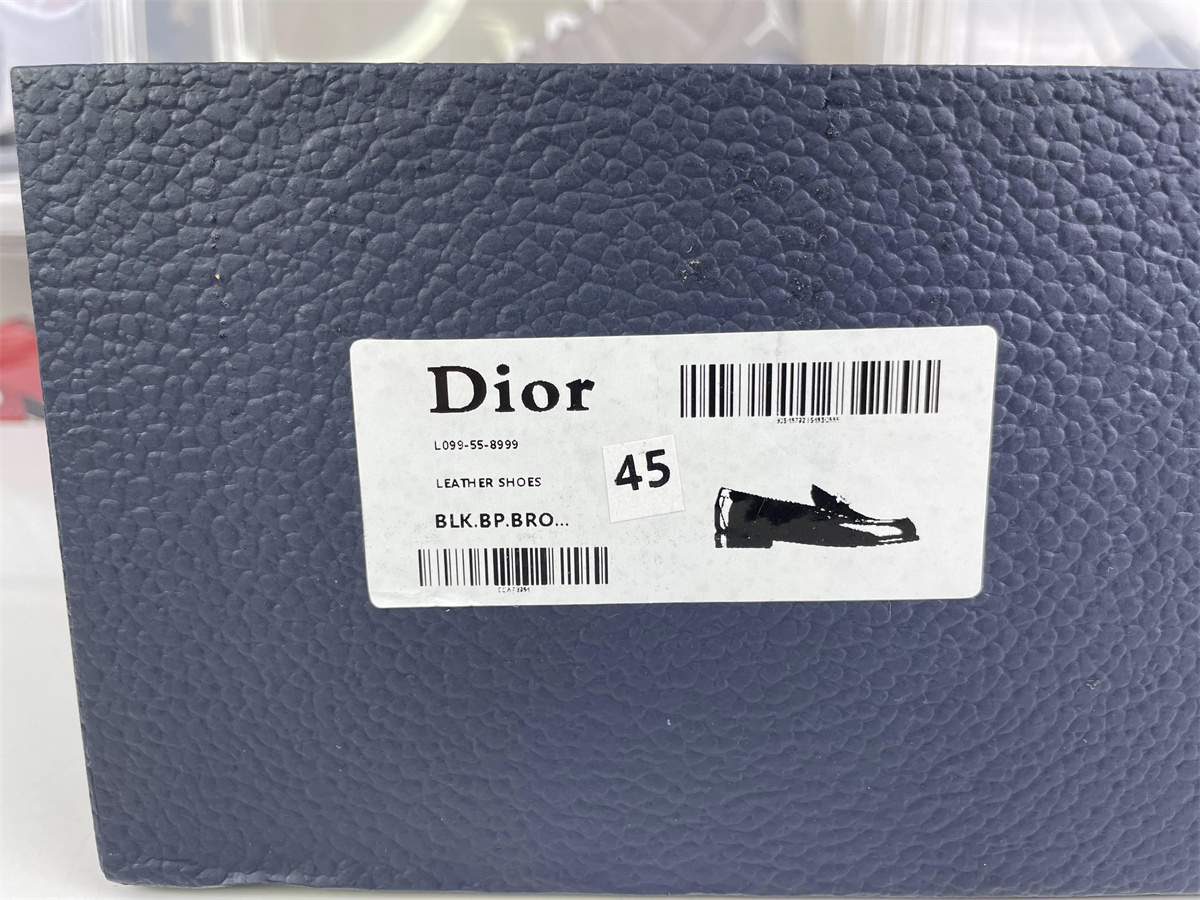 Dior
L099-55-8999
LEATHER SHOES
45
BLK.BP.BRO...